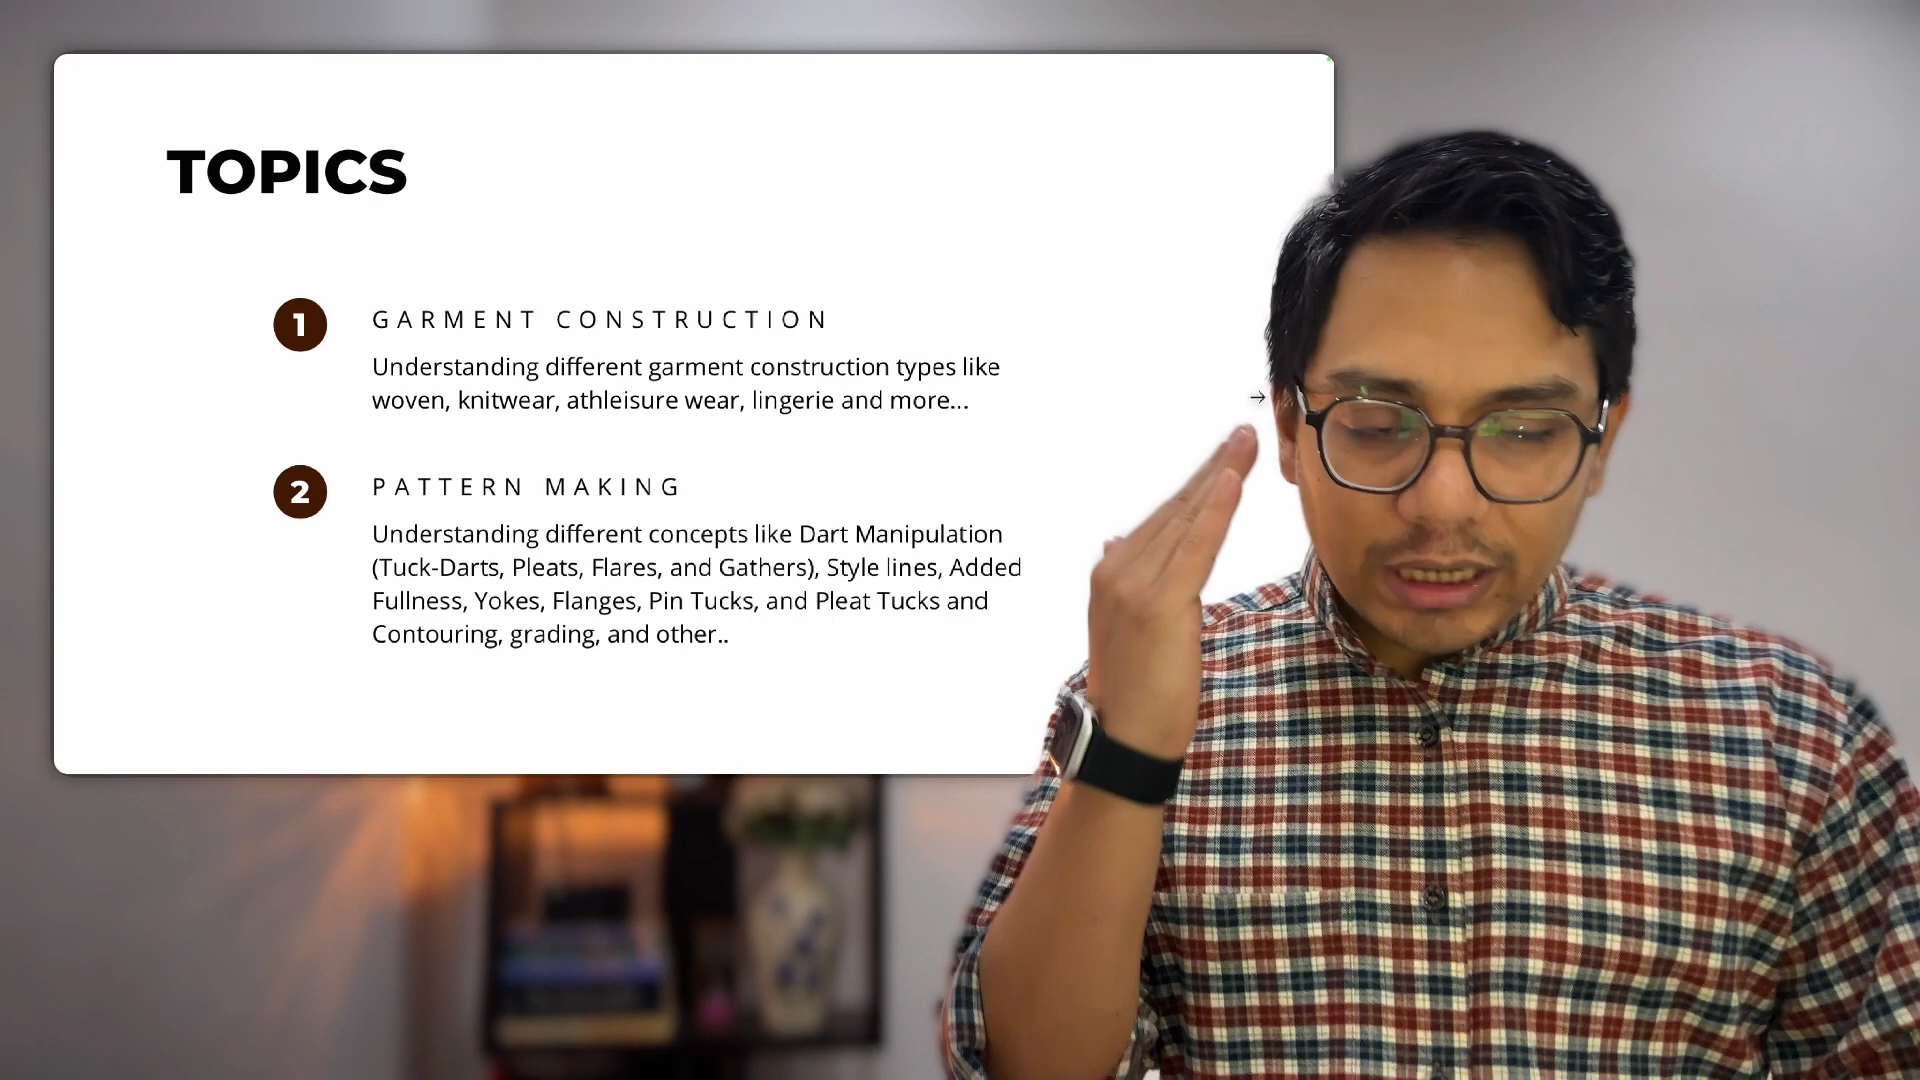 TOPICS
1
GARMENT CONSTRUCTION
Understanding different garment construction types like
woven, knitwear, athleisure wear, lingerie and more...
2
PATTERN MAKING
Understanding different concepts like Dart Manipulation
(Tuck-Darts, Pleats, Flares, and Gathers), Style lines, Added
Fullness, Yokes, Flanges, Pin Tucks, and Pleat Tucks and
Contouring, grading, and other..